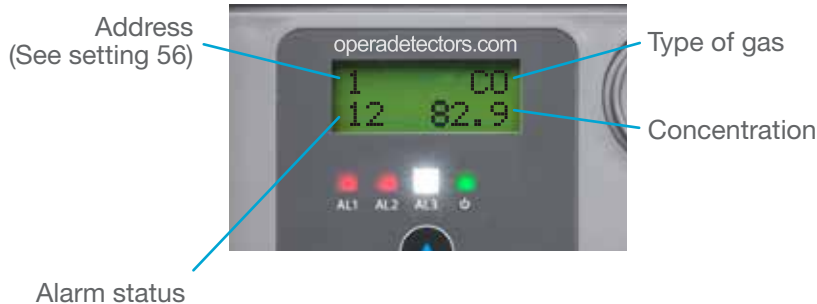 Address
(See setting 56)
operadetectors.com
Type of gas
1 CO
12 82.9
Concentration
AL1 AL2 AL3
Alarm status